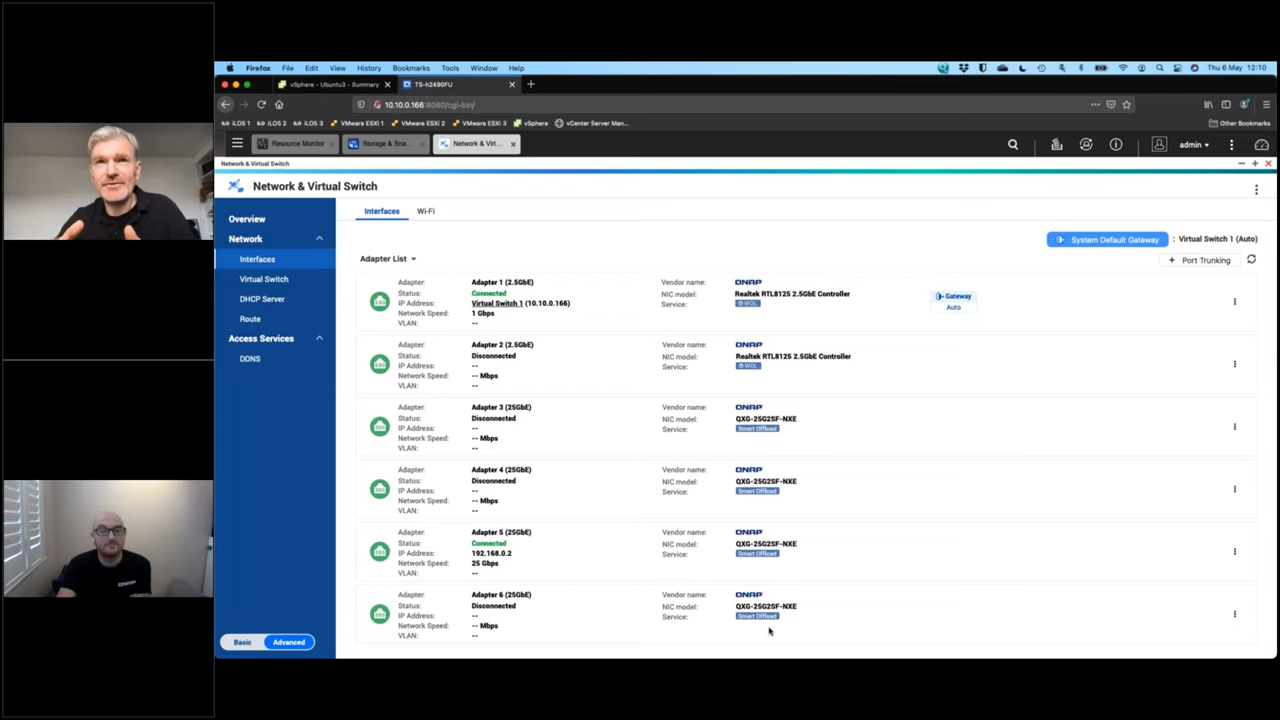 Firefox File Edit View History Bookmarks Tools Window Help Thu 6 May 12:10
vSphere - Ubuntu3 - Summary TS-h2490FU
10.10.0.166:8080/cgi-bin/
iLO5 1 iLO5 2 iLO5 3 VMware ESXi 1 VMware ESXi 2 VMware ESXi 3 vSphere vCenter Server Man... Other Bookmarks
Resource Monitor Storage & Sna... Network & Virt... admin
Network & Virtual Switch
Network & Virtual Switch
Overview
Network
Interfaces
Virtual Switch
DHCP Server
Route
Access Services
DDNS
Basic Advanced
Interfaces Wi-Fi
System Default Gateway : Virtual Switch 1 (Auto)
Adapter List + Port Trunking
Adapter: Adapter 1 (2.5GbE) Vendor name: QNAP
Status: Connected NIC model: Realtek RTL8125 2.5GbE Controller
IP Address: Virtual Switch 1 (10.10.0.166) Service: WOL
Network Speed: 1 Gbps
VLAN: --
Gateway
Auto
Adapter: Adapter 2 (2.5GbE) Vendor name: QNAP
Status: Disconnected NIC model: Realtek RTL8125 2.5GbE Controller
IP Address: -- Service: WOL
Network Speed: -- Mbps
VLAN: --
Adapter: Adapter 3 (25GbE) Vendor name: QNAP
Status: Disconnected NIC model: QXG-25G2SF-NXE
IP Address: -- Service: Smart Offload
Network Speed: -- Mbps
VLAN: --
Adapter: Adapter 4 (25GbE) Vendor name: QNAP
Status: Disconnected NIC model: QXG-25G2SF-NXE
IP Address: -- Service: Smart Offload
Network Speed: -- Mbps
VLAN: --
Adapter: Adapter 5 (25GbE) Vendor name: QNAP
Status: Connected NIC model: QXG-25G2SF-NXE
IP Address: 192.168.0.2 Service: Smart Offload
Network Speed: 25 Gbps
VLAN: --
Adapter: Adapter 6 (25GbE) Vendor name: QNAP
Status: Disconnected NIC model: QXG-25G2SF-NXE
IP Address: -- Service: Smart Offload
Network Speed: -- Mbps
VLAN: --
QNAP